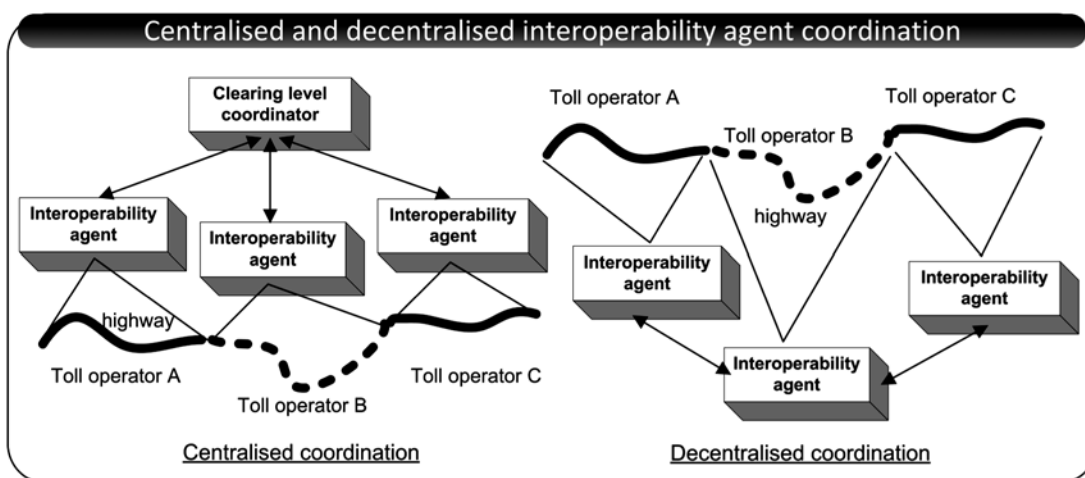 Centralised and decentralised interoperability agent coordination
Clearing level
coordinator
Interoperability
agent
Interoperability
agent
Interoperability
agent
highway
Toll operator A
Toll operator B
Toll operator C
Centralised coordination
Toll operator A
Toll operator B
Toll operator C
highway
Interoperability
agent
Interoperability
agent
Interoperability
agent
Decentralised coordination